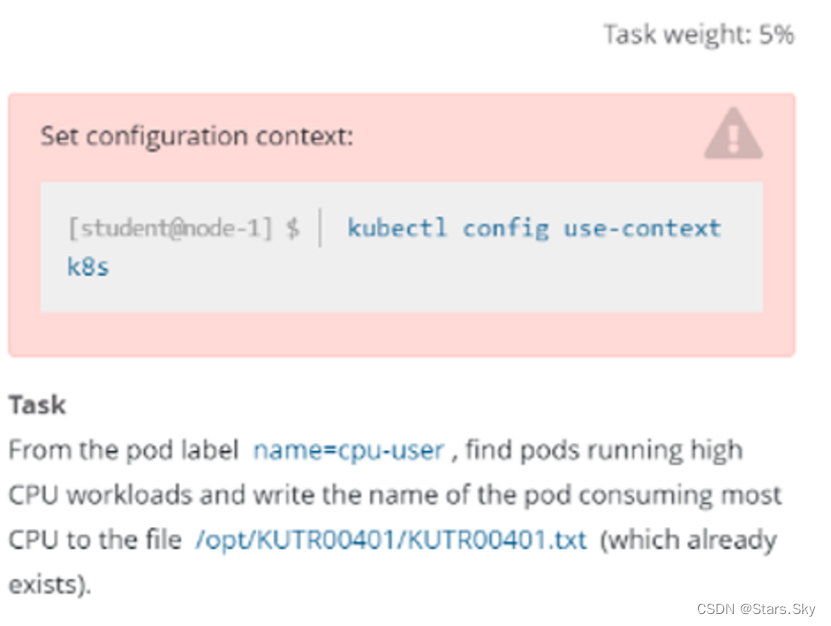 Task weight: 5%
Set configuration context:
[student@node-1] $ | kubectl config use-context
k8s
Task
From the pod label name=cpu-user , find pods running high
CPU workloads and write the name of the pod consuming most
CPU to the file /opt/KUTR00401/KUTR00401.txt (which already
exists).
CSDN @Stars.Sky